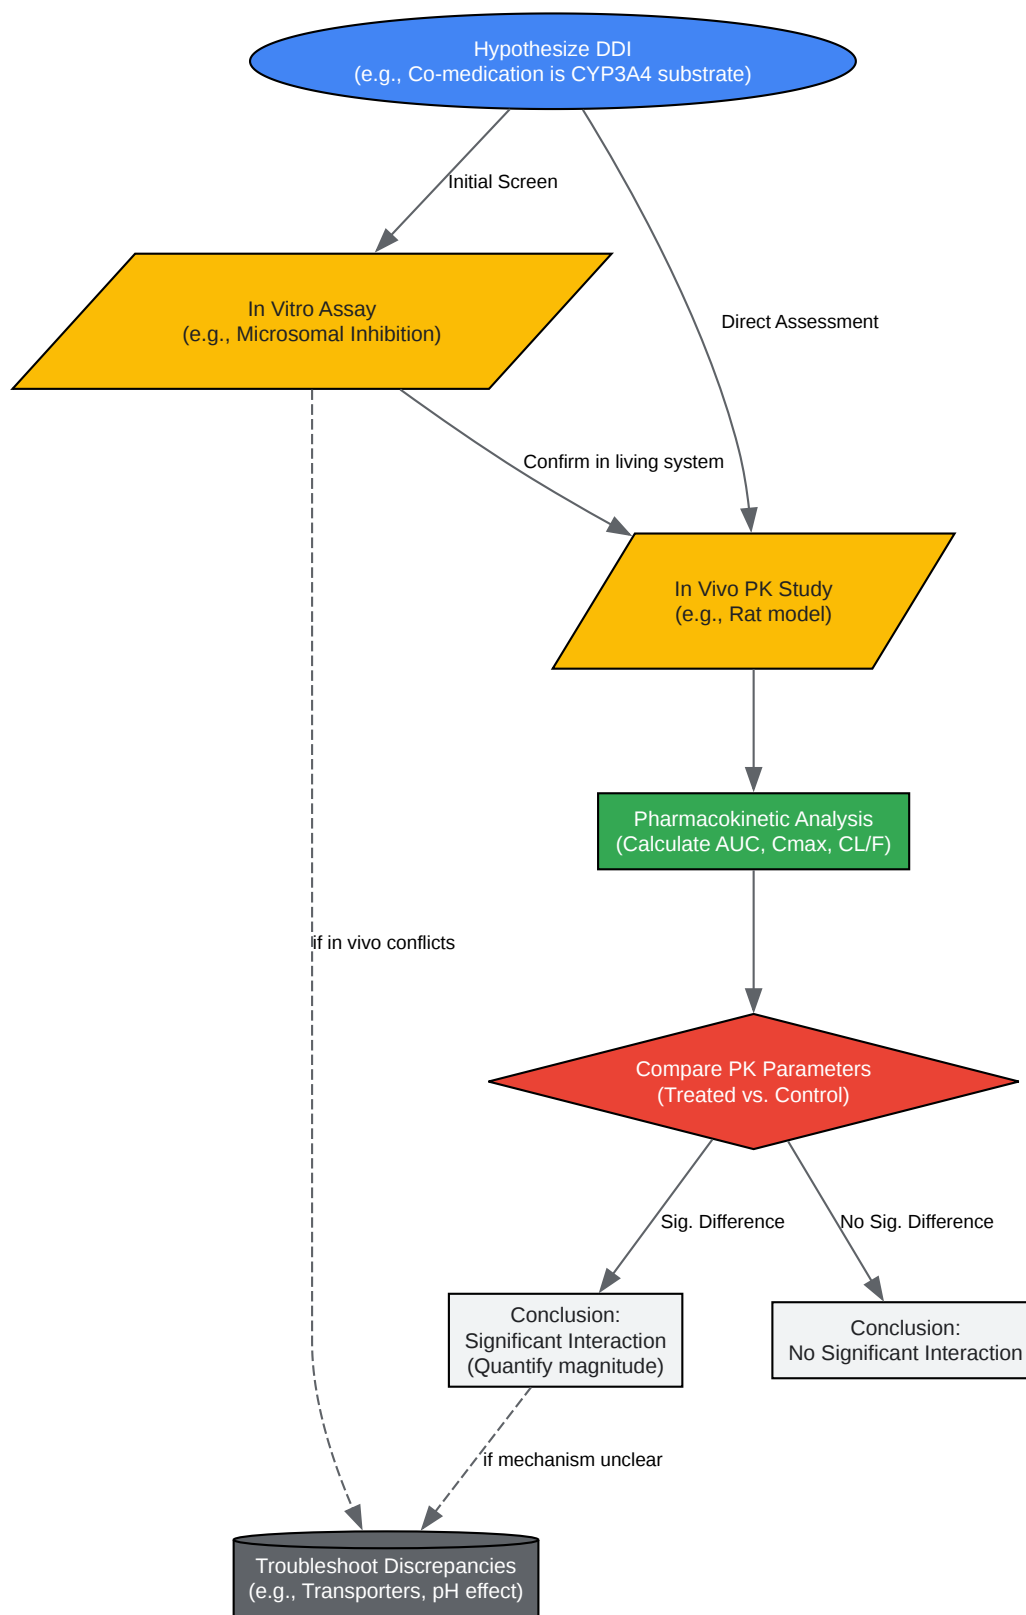 Hypothesize DDI
(e.g., Co-medication is CYP3A4 substrate)
Initial Screen
In Vitro Assay
(e.g., Microsomal Inhibition)
Direct Assessment
Confirm in living system
In Vivo PK Study
(e.g., Rat model)
Pharmacokinetic Analysis
(Calculate AUC, Cmax, CL/F)
if in vivo conflicts
Compare PK Parameters
(Treated vs. Control)
Sig. Difference
No Sig. Difference
Conclusion:
Significant Interaction
(Quantify magnitude)
Conclusion:
No Significant Interaction
if mechanism unclear
Troubleshoot Discrepancies
(e.g., Transporters, pH effect)